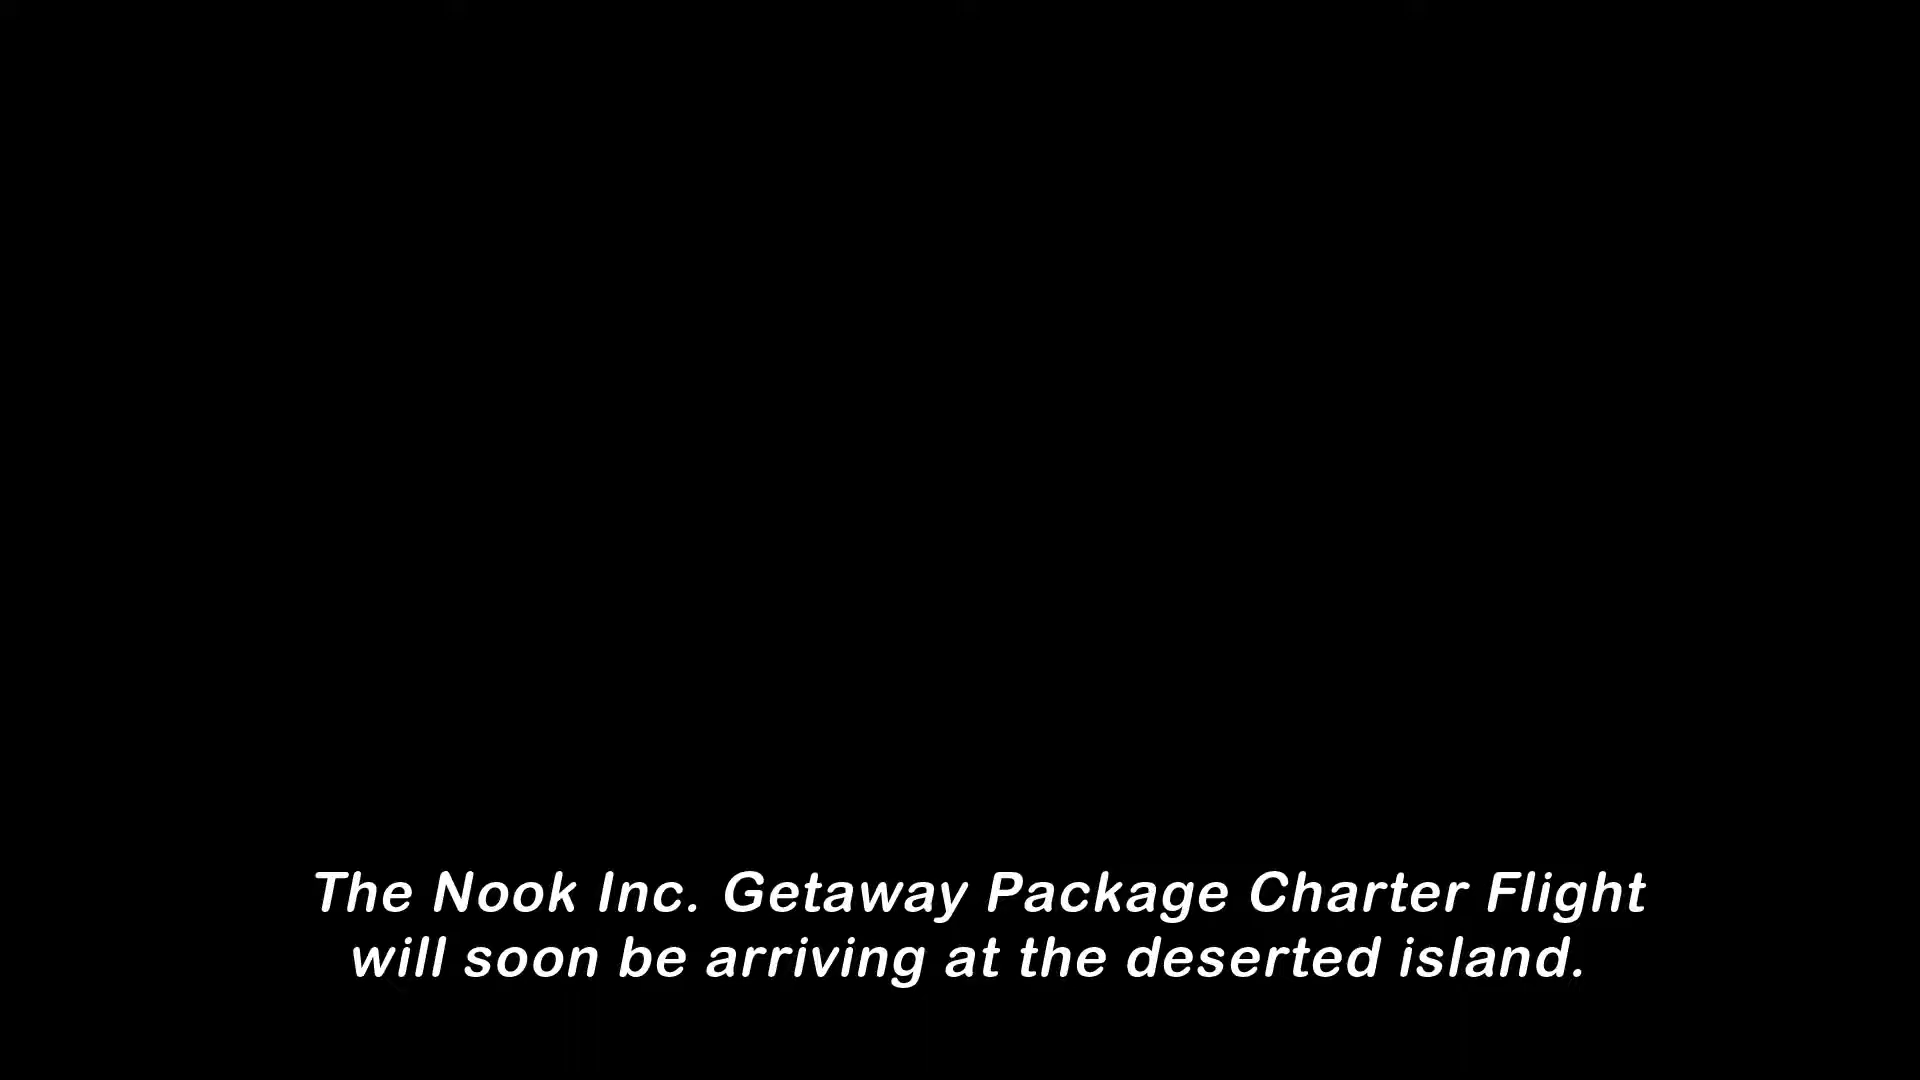 The Nook Inc. Getaway Package Charter Flight
will soon be arriving at the deserted island.